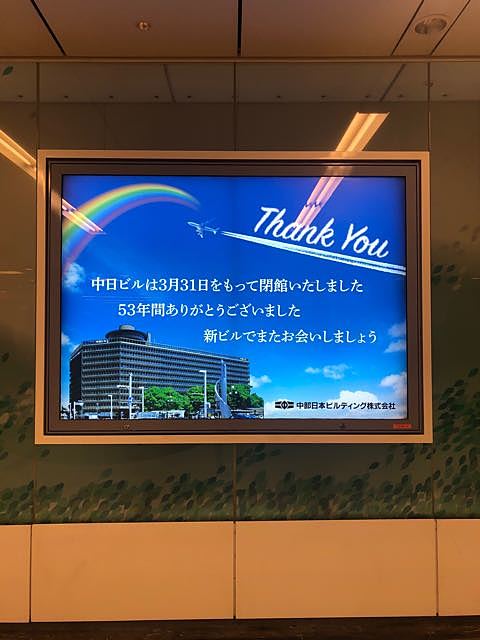 Thank You
中日ビルは3月31日をもって閉館いたしました
53年間ありがとうございました
新ビルでまたお会いしましょう
中部日本ビルディング株式会社